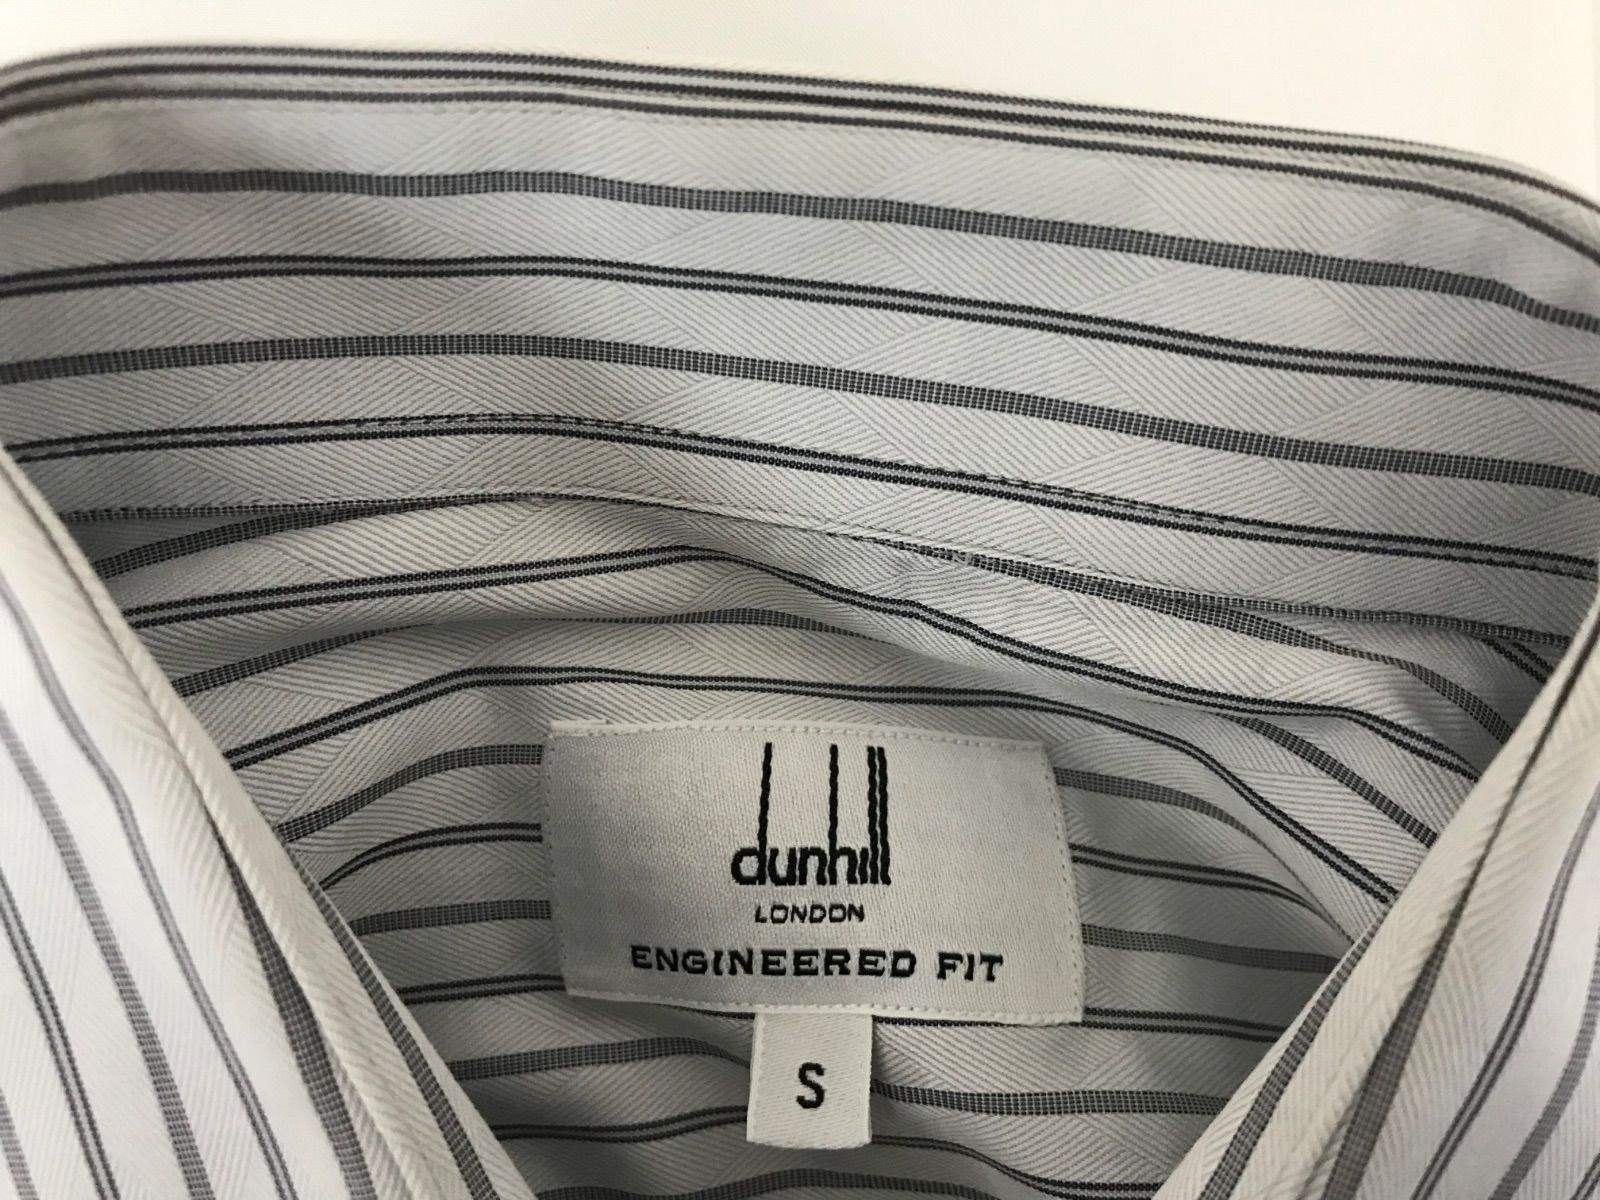 dunhill
LONDON
ENGINEERED FIT
S